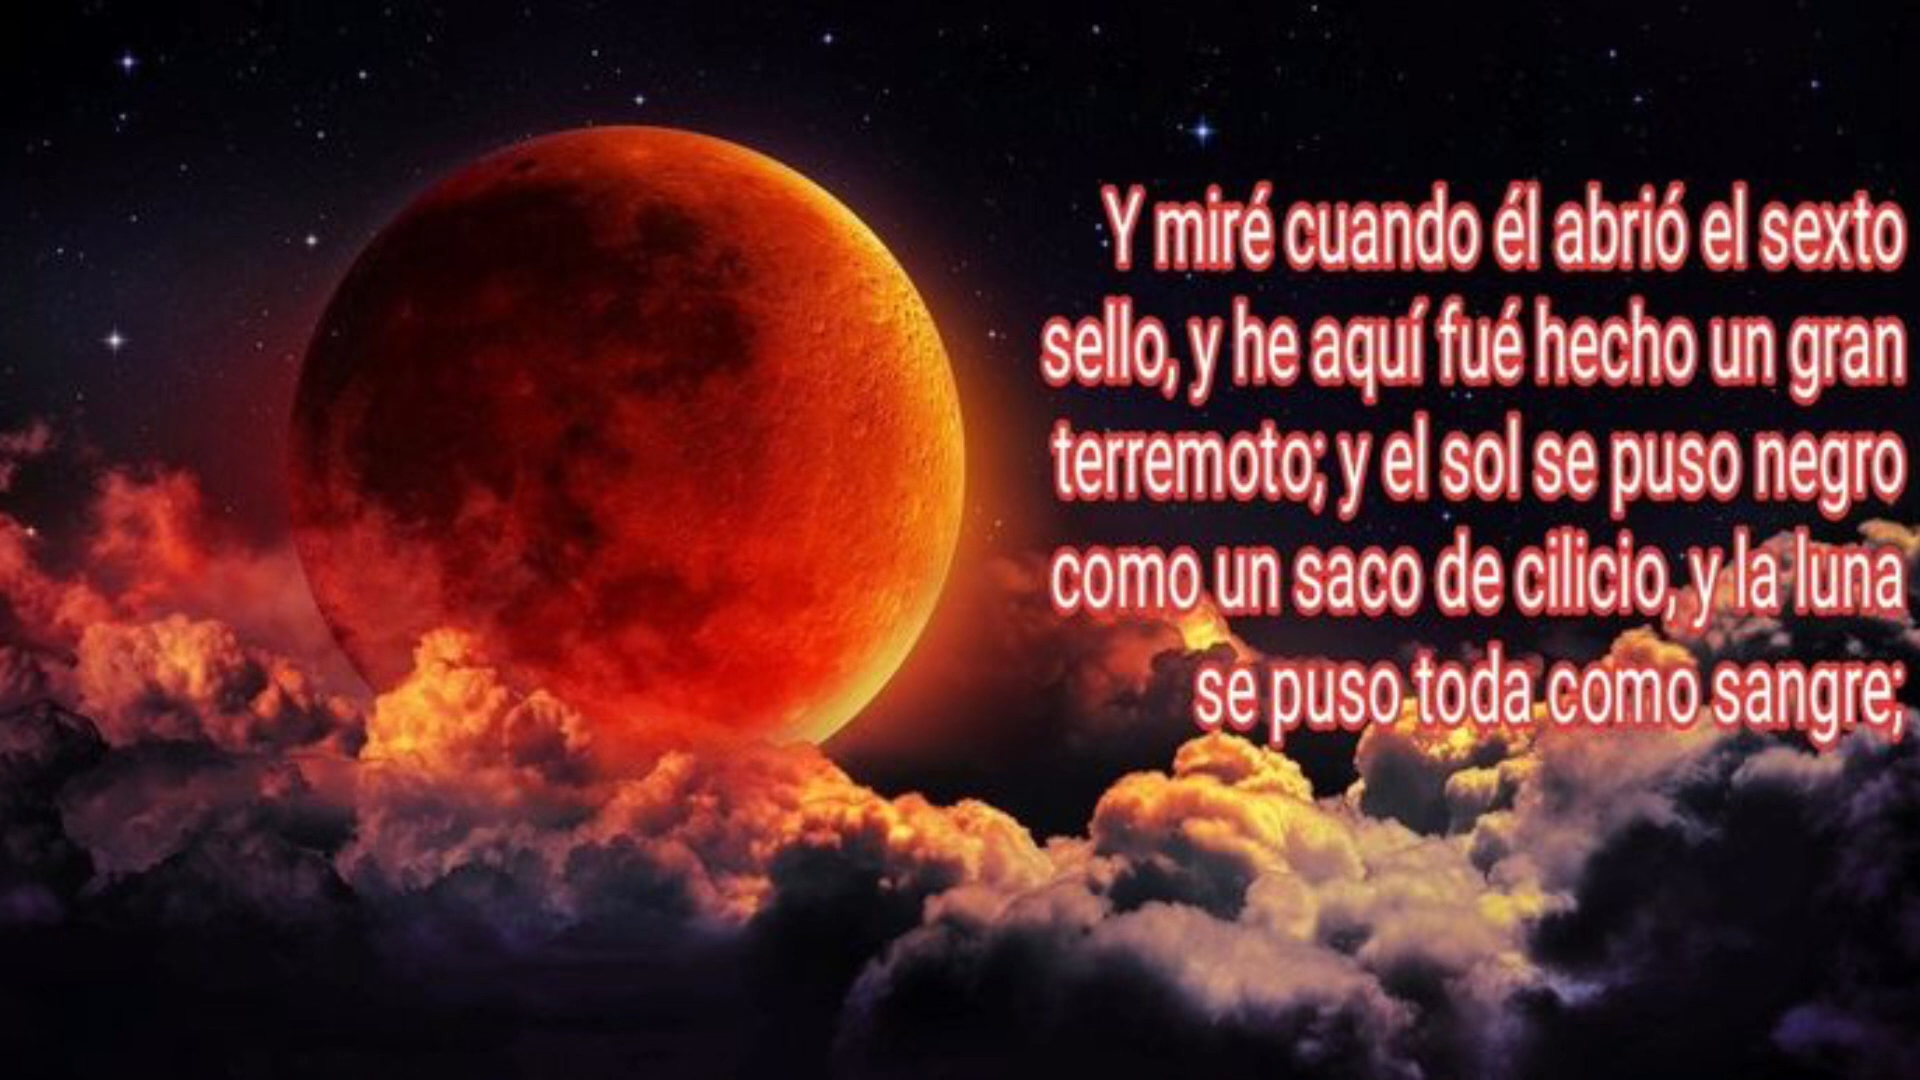 Y miré cuando él abrió el sexto
sello, y he aquí fué hecho un gran
terremoto; y el sol se puso negro
como un saco de cilicio, y la luna
se puso toda como sangre;